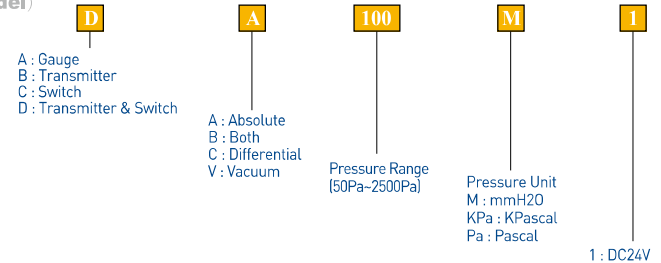 del)
D A 100 M 1
A : Gauge
B : Transmitter
C : Switch
D : Transmitter & Switch
A : Absolute
B : Both
C : Differential
V : Vacuum
Pressure Range
(50Pa~2500Pa)
Pressure Unit
M : mmH2O
KPa : KPascal
Pa : Pascal
1 : DC24V